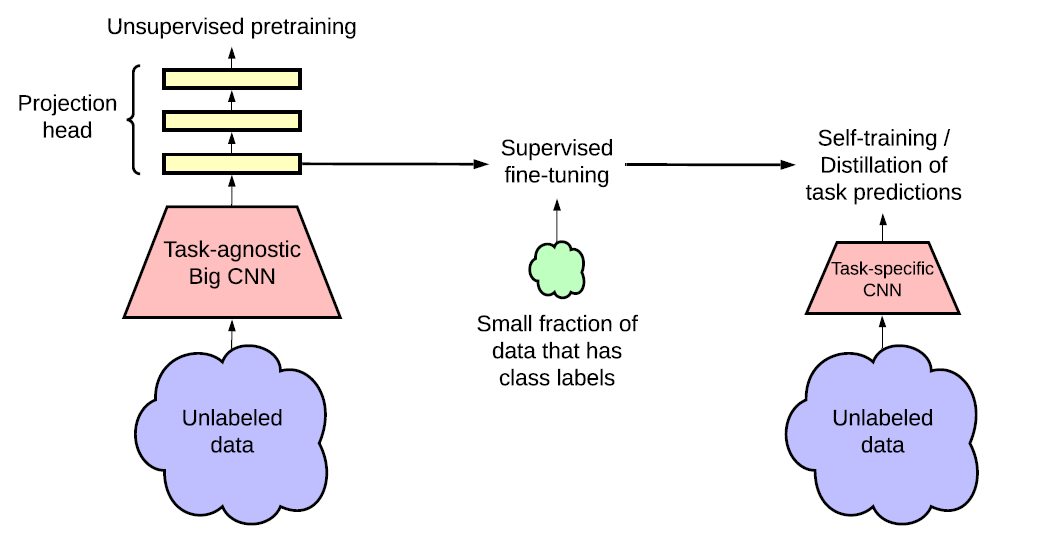 Unsupervised pretraining
Projection
head
Task-agnostic
Big CNN
Unlabeled
data
Supervised
fine-tuning
Small fraction of
data that has
class labels
Self-training /
Distillation of
task predictions
Task-specific
CNN
Unlabeled
data